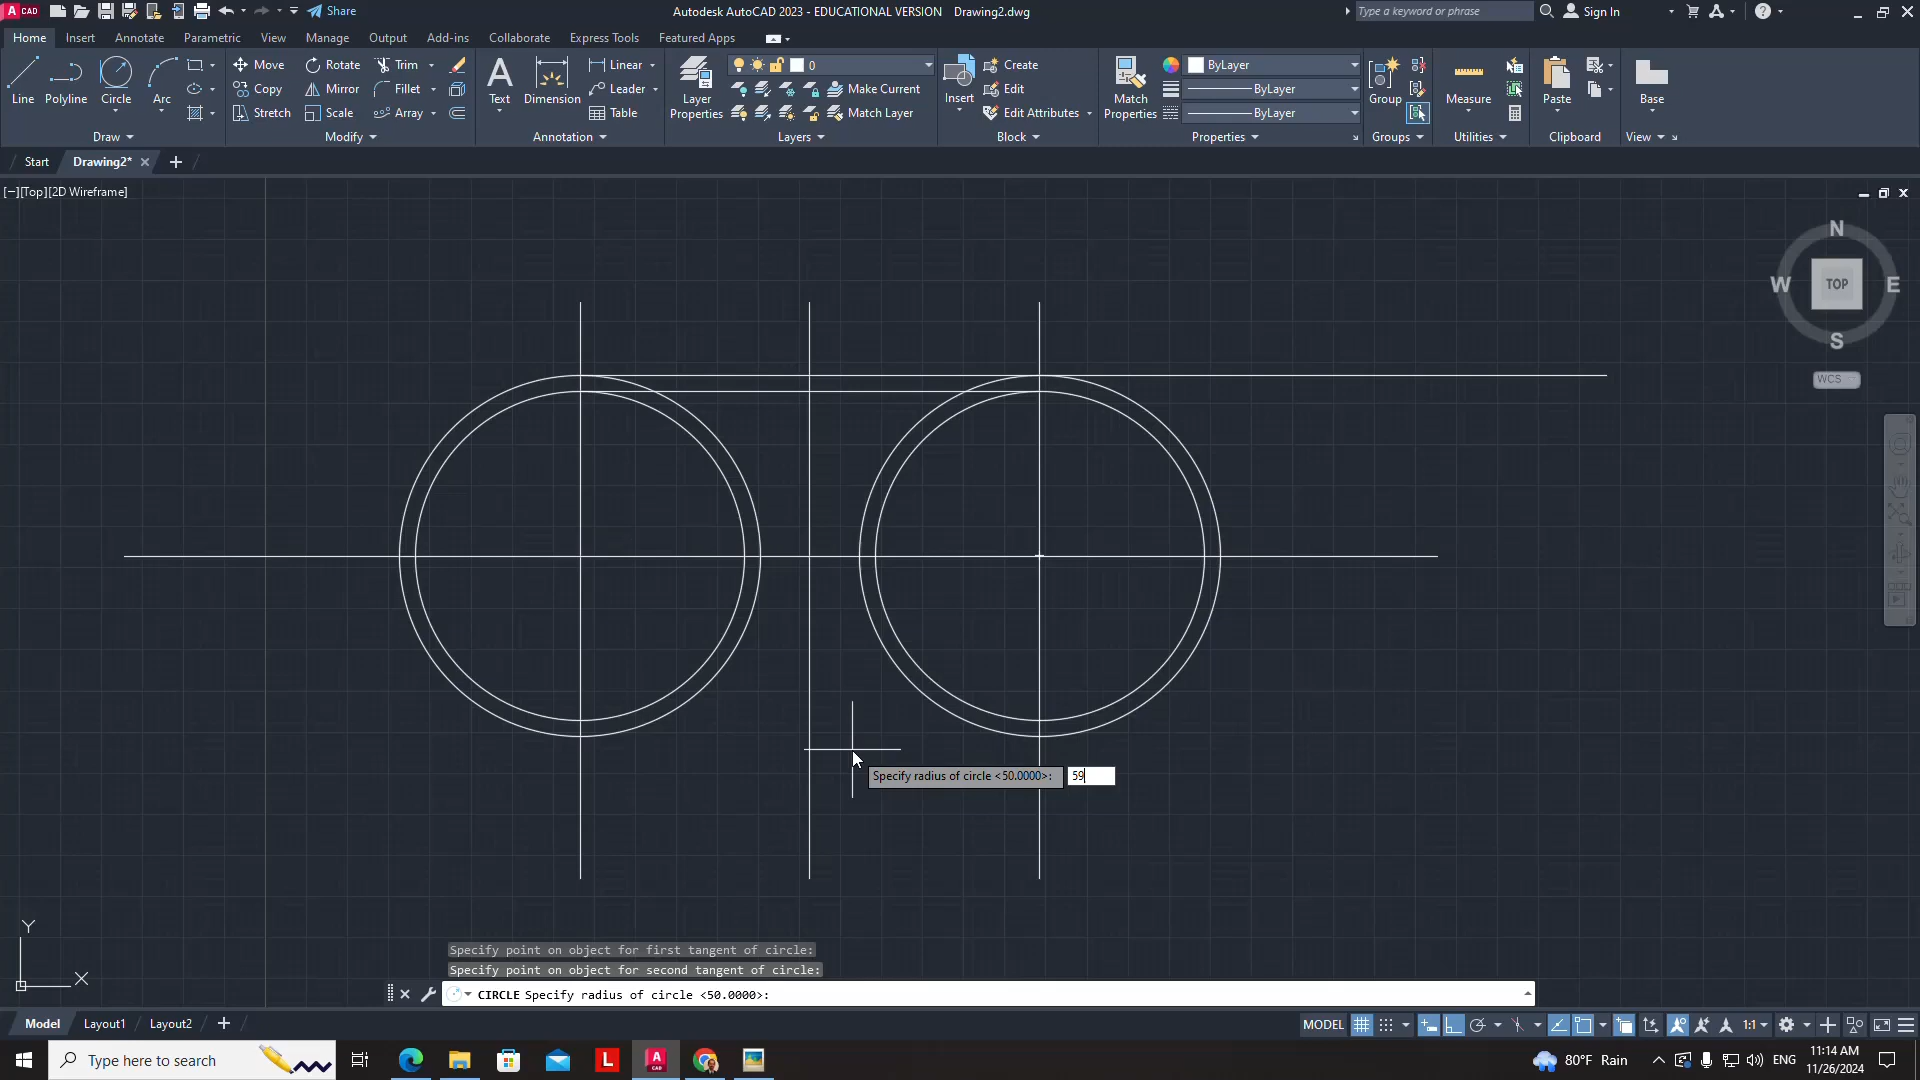 CAD
Share
Autodesk AutoCAD 2023 - EDUCATIONAL VERSION Drawing2.dwg
Type a keyword or phrase
Sign In
Home Insert Annotate Parametric View Manage Output Add-ins Collaborate Express Tools Featured Apps
Line Polyline Circle Arc
Move Rotate Trim
Copy Mirror Fillet
Stretch Scale Array
Text Dimension
Linear
Leader
Table
Layer Properties
0
Make Current
Match Layer
Insert
Create
Edit
Edit Attributes
Match Properties
ByLayer
ByLayer
ByLayer
Group Measure Paste Base
Draw Modify Annotation Layers Block Properties Groups Utilities Clipboard View
Start Drawing2*
[−][Top][2D Wireframe]
N
W TOP E
S
WCS
Specify radius of circle <50.0000>: 59
Y
X
Specify point on object for first tangent of circle:
Specify point on object for second tangent of circle:
CIRCLE Specify radius of circle <50.0000>:
Model Layout1 Layout2
MODEL 1:1
Type here to search
L
A CAD
80°F Rain
ENG
11:14 AM
11/26/2024